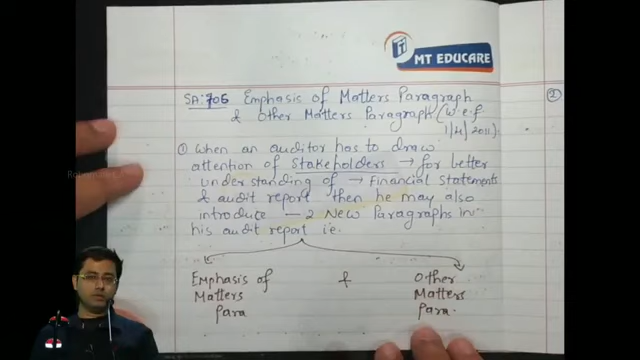 MT EDUCARE
SA:706 Emphasis of Matters Paragraph
& Other Matters Paragraph (w.e.f
1/4/2011).
②
① When an auditor has to draw
attention of Stakeholders → for better
understanding of → Financial Statements
& audit report then he may also
introduce — 2 New Paragraphs in
his audit report i.e.
Emphasis of & Other
Matters Matters
Para Para.